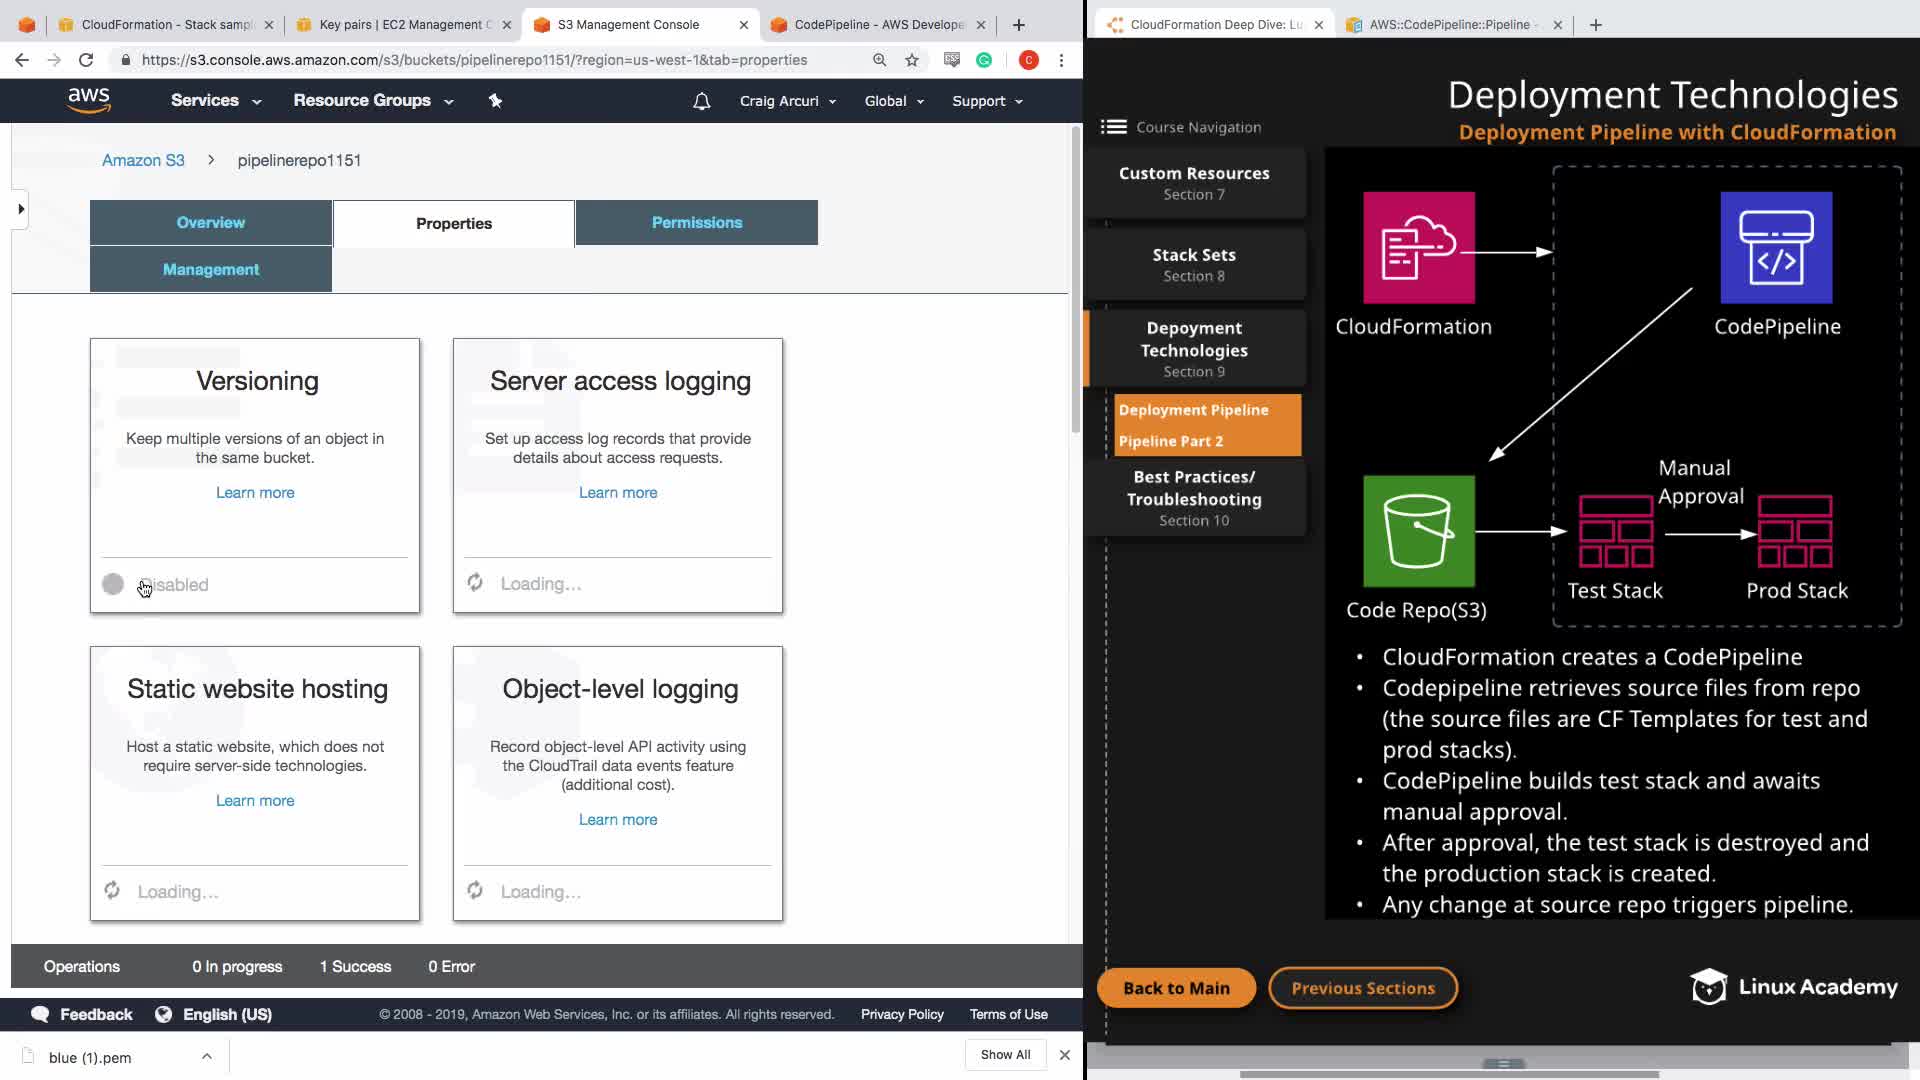 CloudFormation - Stack sampl
Key pairs | EC2 Management C
S3 Management Console
CodePipeline - AWS Develope
https://s3.console.aws.amazon.com/s3/buckets/pipelinerepo1151/?region=us-west-1&tab=properties
C
aws
Services
Resource Groups
Craig Arcuri
Global
Support
Amazon S3
pipelinerepo1151
Overview
Properties
Permissions
Management
Versioning
Keep multiple versions of an object in
the same bucket.
Learn more
Disabled
Server access logging
Set up access log records that provide
details about access requests.
Learn more
Loading...
Static website hosting
Host a static website, which does not
require server-side technologies.
Learn more
Loading...
Object-level logging
Record object-level API activity using
the CloudTrail data events feature
(additional cost).
Learn more
Loading...
Operations
0 In progress
1 Success
0 Error
Feedback
English (US)
© 2008 - 2019, Amazon Web Services, Inc. or its affiliates. All rights reserved.
Privacy Policy
Terms of Use
blue (1).pem
Show All
CloudFormation Deep Dive: Lu
AWS::CodePipeline::Pipeline -
Deployment Technologies
Deployment Pipeline with CloudFormation
Course Navigation
Custom Resources
Section 7
Stack Sets
Section 8
Depoyment
Technologies
Section 9
Deployment Pipeline
Pipeline Part 2
Best Practices/
Troubleshooting
Section 10
CloudFormation
CodePipeline
Manual
Approval
Code Repo(S3)
Test Stack
Prod Stack
• CloudFormation creates a CodePipeline
• Codepipeline retrieves source files from repo
(the source files are CF Templates for test and
prod stacks).
• CodePipeline builds test stack and awaits
manual approval.
• After approval, the test stack is destroyed and
the production stack is created.
• Any change at source repo triggers pipeline.
Back to Main
Previous Sections
Linux Academy